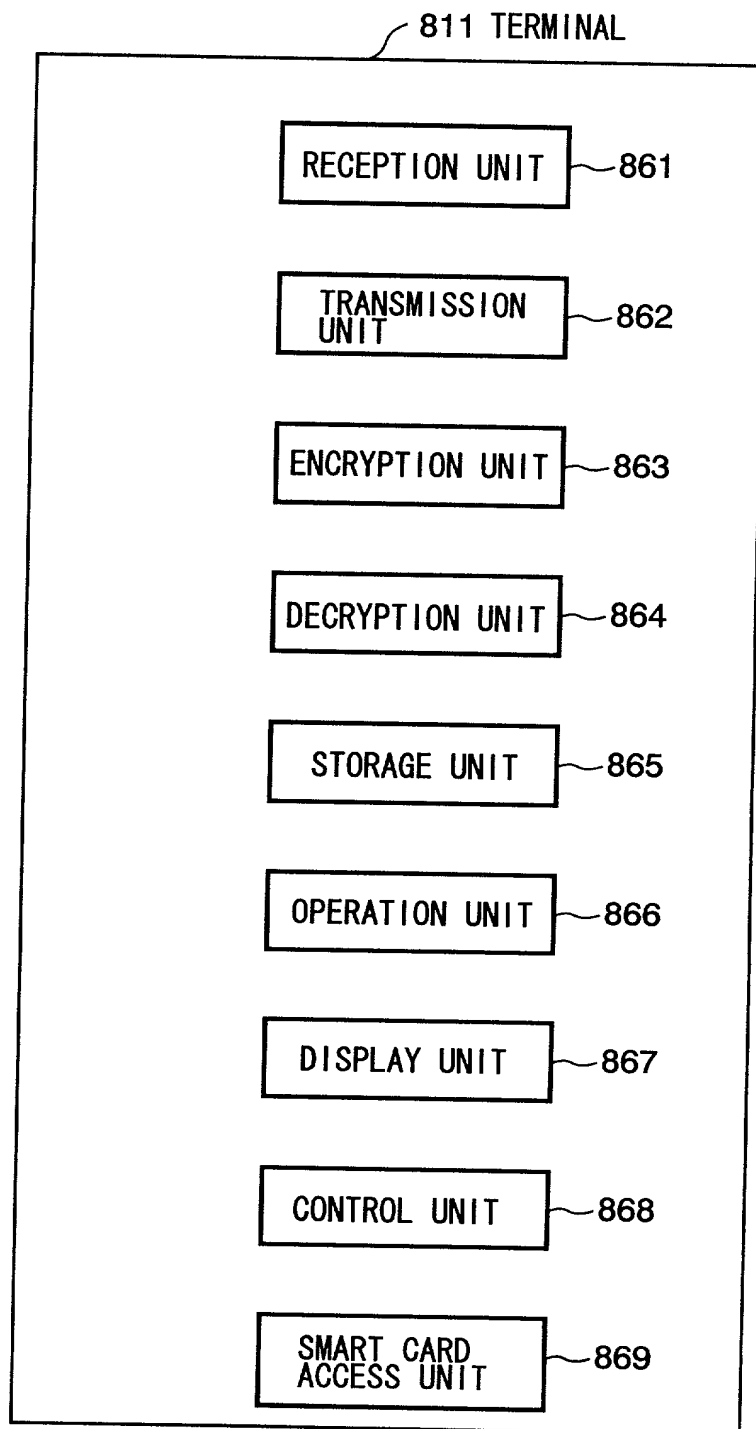 811 TERMINAL
RECEPTION UNIT 861
TRANSMISSION
UNIT 862
ENCRYPTION UNIT 863
DECRYPTION UNIT 864
STORAGE UNIT 865
OPERATION UNIT 866
DISPLAY UNIT 867
CONTROL UNIT 868
SMART CARD
ACCESS UNIT 869